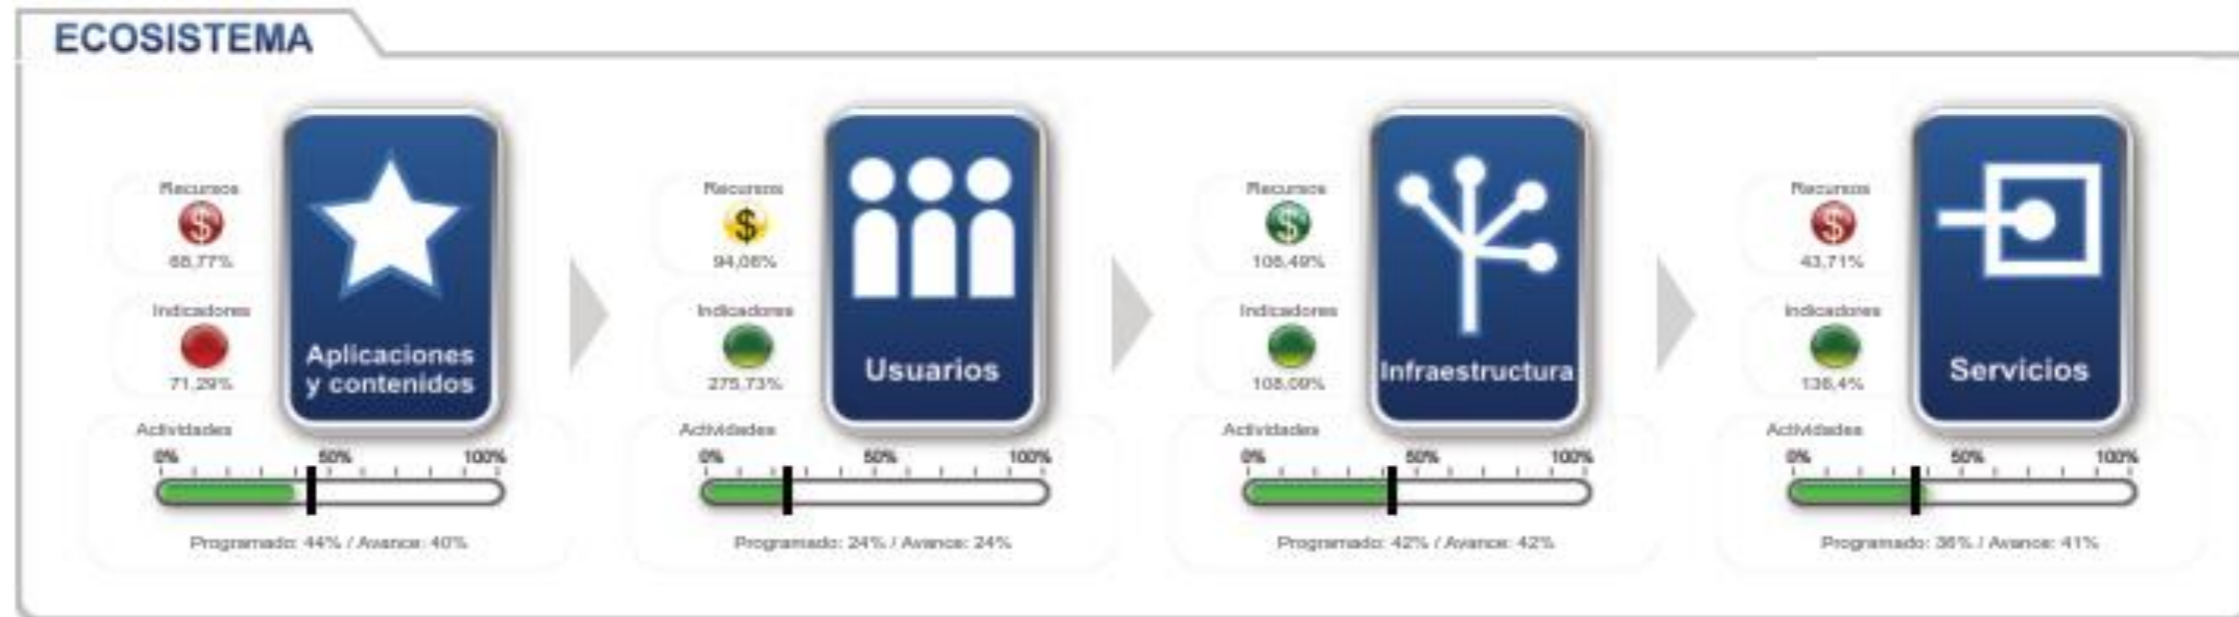 ECOSISTEMA
Recursos
$
68,77%
Indicadores
71,29%
Aplicaciones
y contenidos
Actividades
0% 50% 100%
Programado: 44% / Avance: 40%
Recursos
$
94,06%
Indicadores
275,73%
Usuarios
Actividades
0% 50% 100%
Programado: 24% / Avance: 24%
Recursos
$
106,49%
Indicadores
108,09%
Infraestructura
Actividades
0% 50% 100%
Programado: 42% / Avance: 42%
Recursos
$
43,71%
Indicadores
136,4%
Servicios
Actividades
0% 50% 100%
Programado: 36% / Avance: 41%